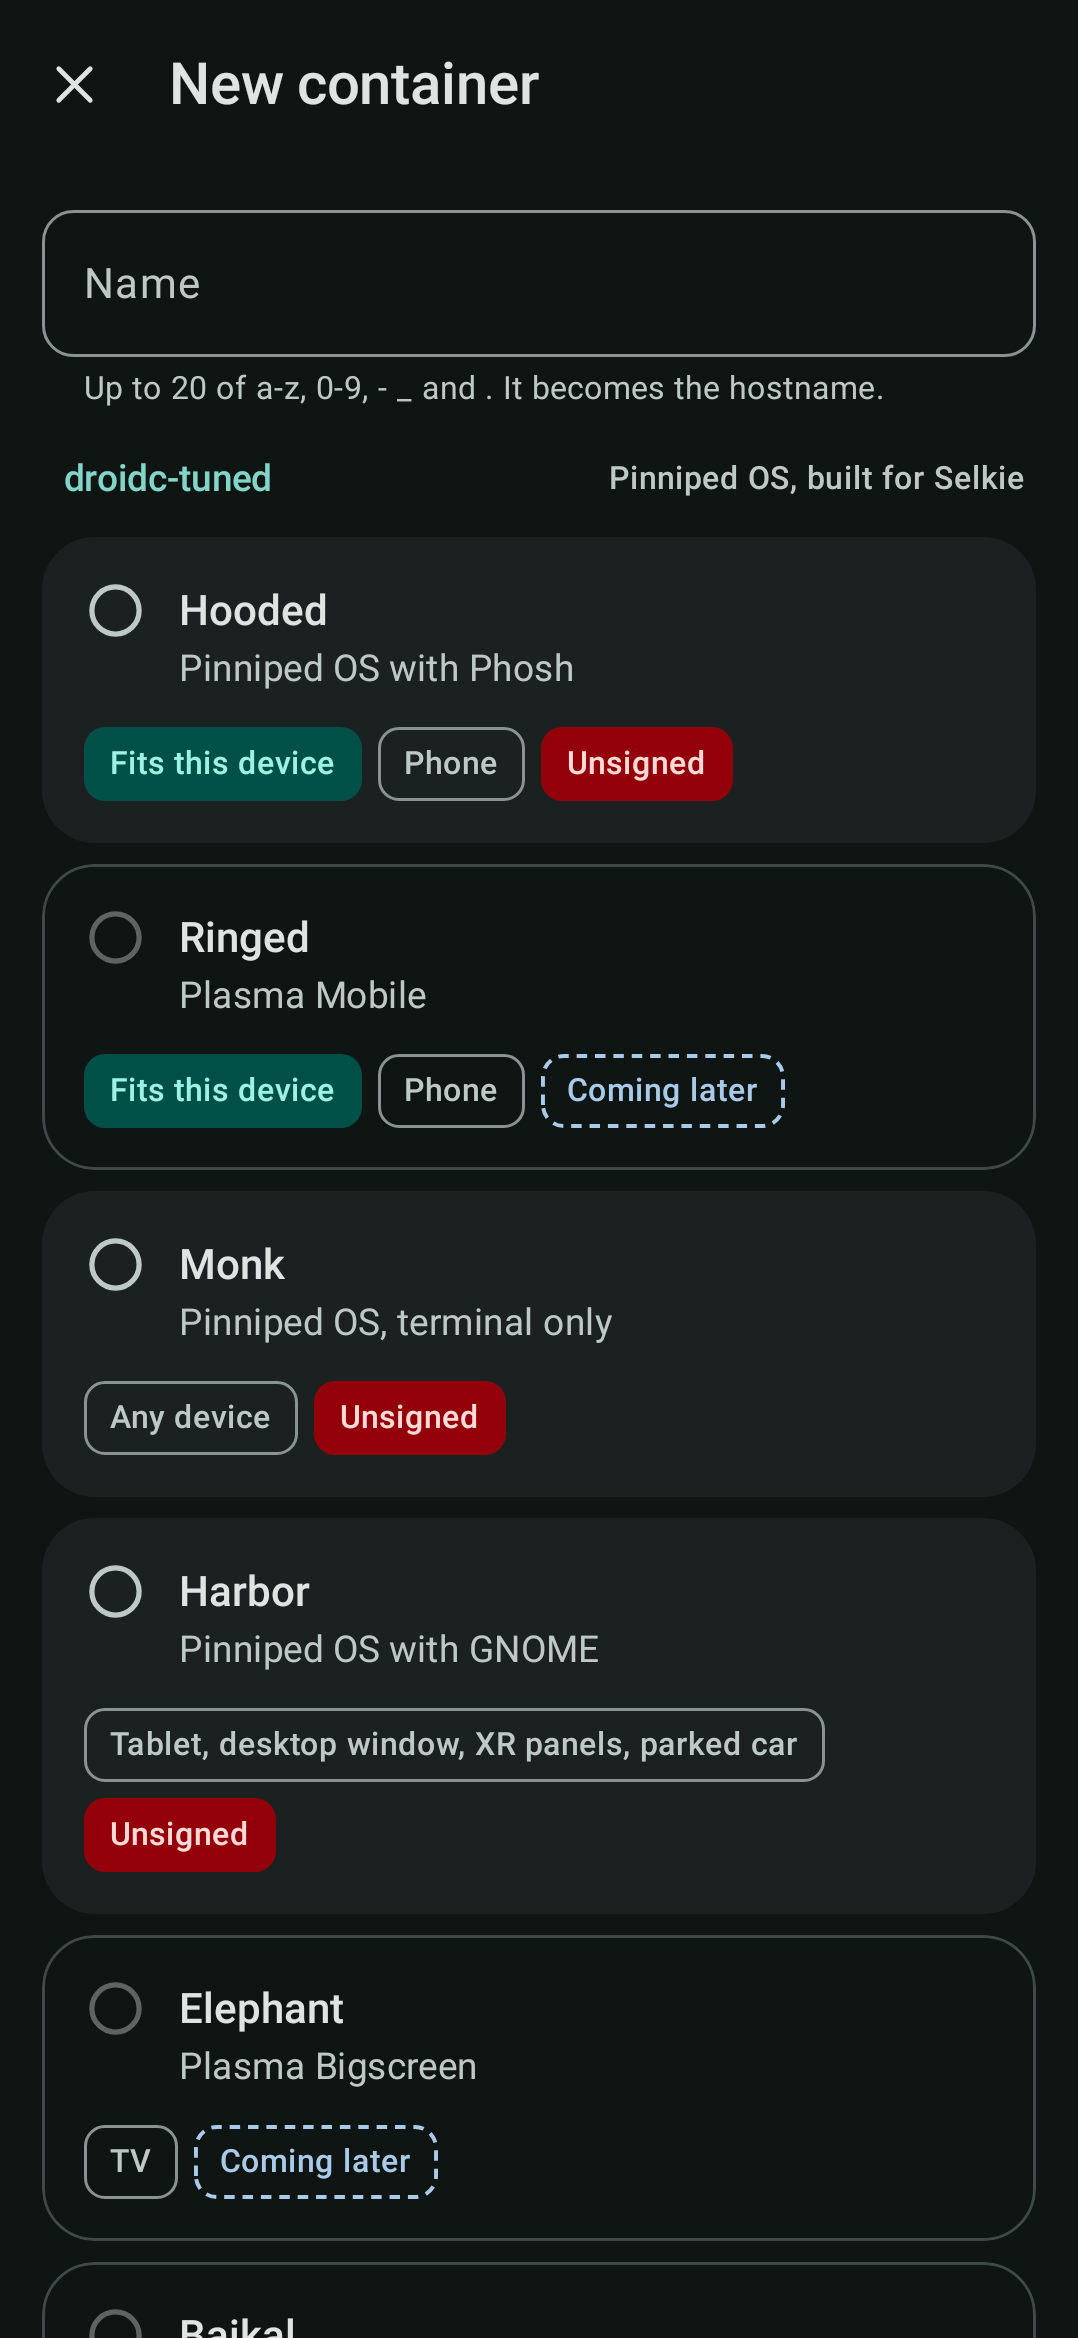 New container
Name
Up to 20 of a-z, 0-9, - _ and . It becomes the hostname.
droidc-tuned
Pinniped OS, built for Selkie
Hooded
Pinniped OS with Phosh
Fits this device
Phone
Unsigned
Ringed
Plasma Mobile
Fits this device
Phone
Coming later
Monk
Pinniped OS, terminal only
Any device
Unsigned
Harbor
Pinniped OS with GNOME
Tablet, desktop window, XR panels, parked car
Unsigned
Elephant
Plasma Bigscreen
TV
Coming later
Baikal